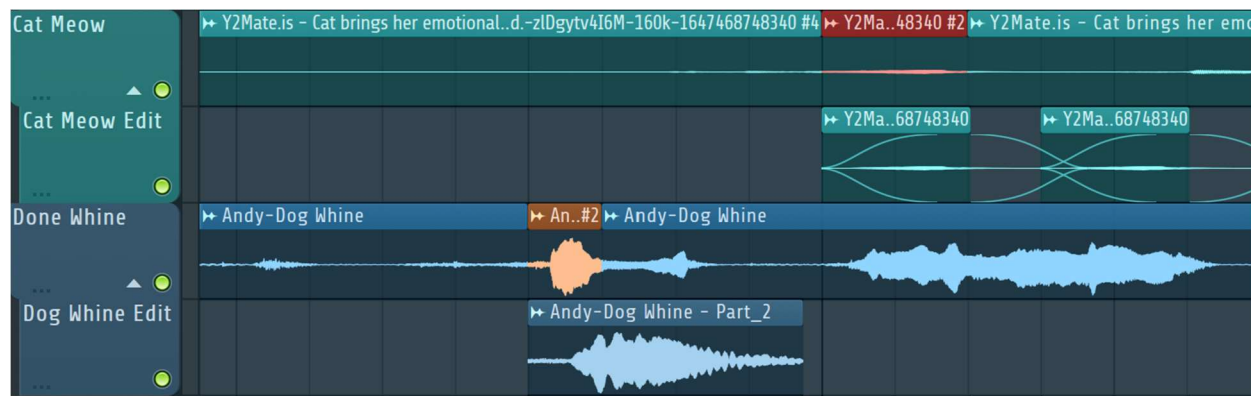 Cat Meow
Y2Mate.is - Cat brings her emotional..d.-zlDgytv4I6M-160k-1647468748340 #4
Y2Ma..48340 #2
Y2Mate.is - Cat brings her emo
Cat Meow Edit
Y2Ma..68748340
Y2Ma..68748340
Done Whine
Andy-Dog Whine
An..#2
Andy-Dog Whine
Dog Whine Edit
Andy-Dog Whine - Part_2